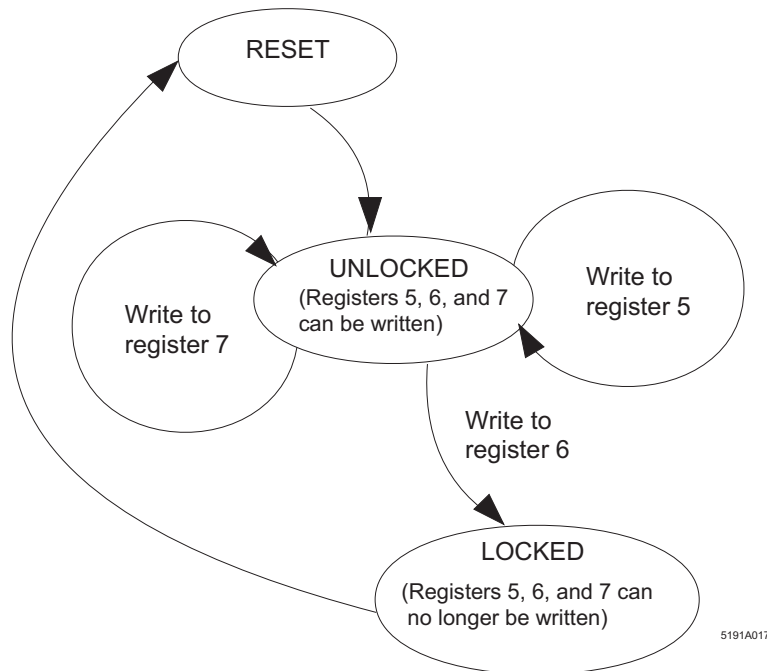 RESET
UNLOCKED
(Registers 5, 6, and 7
can be written)
Write to
register 5
Write to
register 7
Write to
register 6
LOCKED
(Registers 5, 6, and 7 can
no longer be written)
5191A017